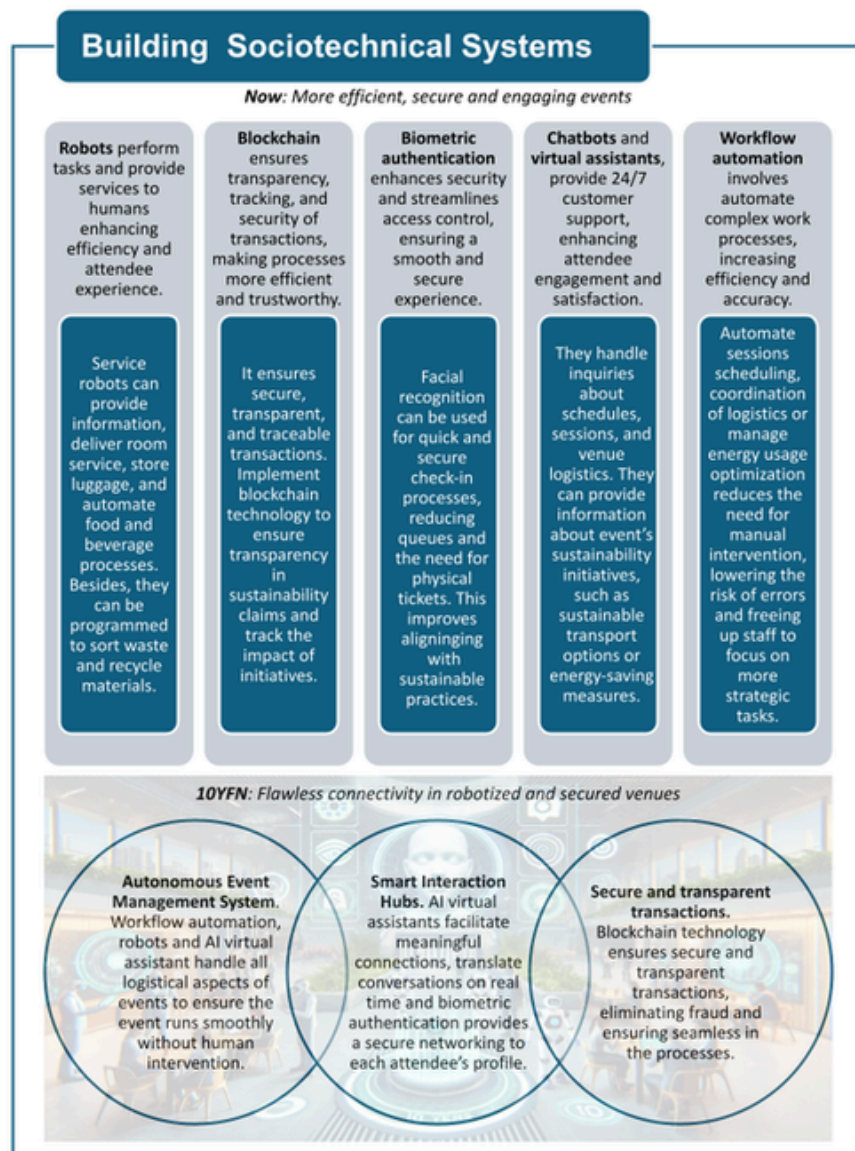 Building Sociotechnical Systems
Now: More efficient, secure and engaging events
Robots perform
tasks and provide
services to
humans
enhancing
efficiency and
attendee
experience.
Service
robots can
provide
information,
deliver room
service, store
luggage, and
automate
food and
beverage
processes.
Besides, they
can be
programmed
to sort waste
and recycle
materials.
Blockchain
ensures
transparency,
tracking, and
security of
transactions,
making processes
more efficient
and trustworthy.
It ensures
secure,
transparent,
and traceable
transactions.
Implement
blockchain
technology to
ensure
transparency
in
sustainability
claims and
track the
impact of
initiatives.
Biometric
authentication
enhances security
and streamlines
access control,
ensuring a
smooth and
secure
experience.
Facial
recognition
can be used
for quick and
secure
check-in
processes,
reducing
queues and
the need for
physical
tickets. This
improves
aligninging
with
sustainable
practices.
Chatbots and
virtual assistants,
provide 24/7
customer
support,
enhancing
attendee
engagement and
satisfaction.
They handle
inquiries
about
schedules,
sessions, and
venue
logistics. They
can provide
information
about event's
sustainability
initiatives,
such as
sustainable
transport
options or
energy-saving
measures.
Workflow
automation
involves
automate
complex work
processes,
increasing
efficiency and
accuracy.
Automate
sessions
scheduling,
coordination
of logistics or
manage
energy usage
optimization
reduces the
need for
manual
intervention,
lowering the
risk of errors
and freeing
up staff to
focus on
more
strategic
tasks.
10YFN: Flawless connectivity in robotized and secured venues
Autonomous Event
Management System.
Workflow automation,
robots and AI virtual
assistant handle all
logistical aspects of
events to ensure the
event runs smoothly
without human
intervention.
Smart Interaction
Hubs. AI virtual
assistants facilitate
meaningful
connections, translate
conversations on real
time and biometric
authentication provides
a secure networking to
each attendee's profile.
Secure and transparent
transactions.
Blockchain technology
ensures secure and
transparent
transactions,
eliminating fraud and
ensuring seamless in
the processes.